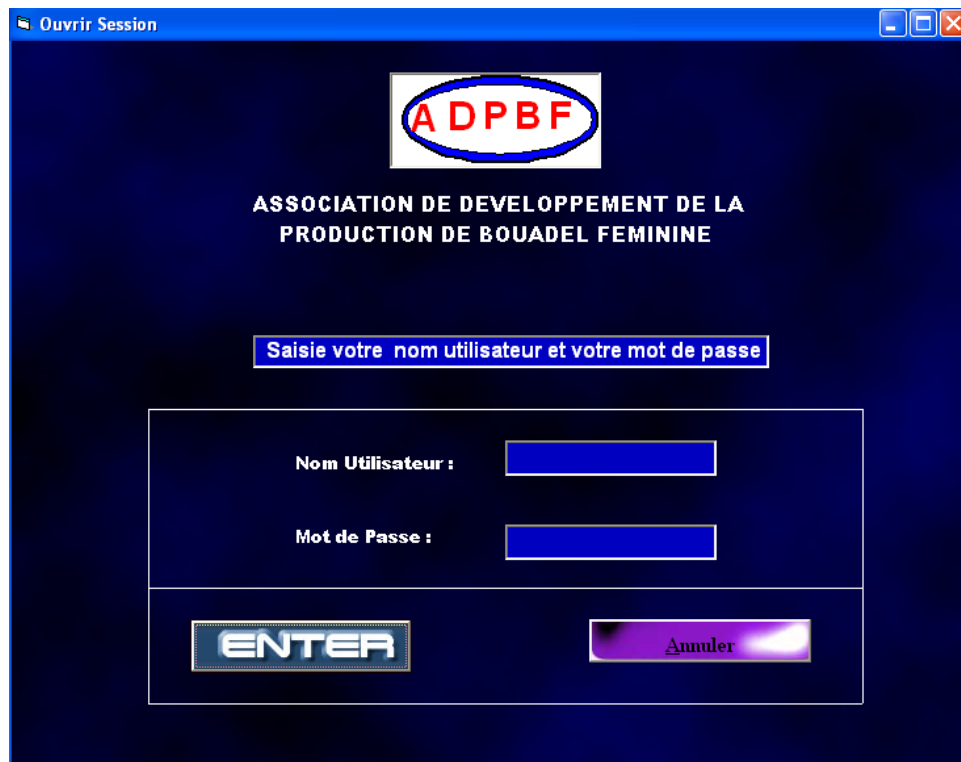 Ouvrir Session
ADPBF
ASSOCIATION DE DEVELOPPEMENT DE LA
PRODUCTION DE BOUADEL FEMININE
Saisie votre nom utilisateur et votre mot de passe
Nom Utilisateur :
Mot de Passe :
ENTER
Annuler